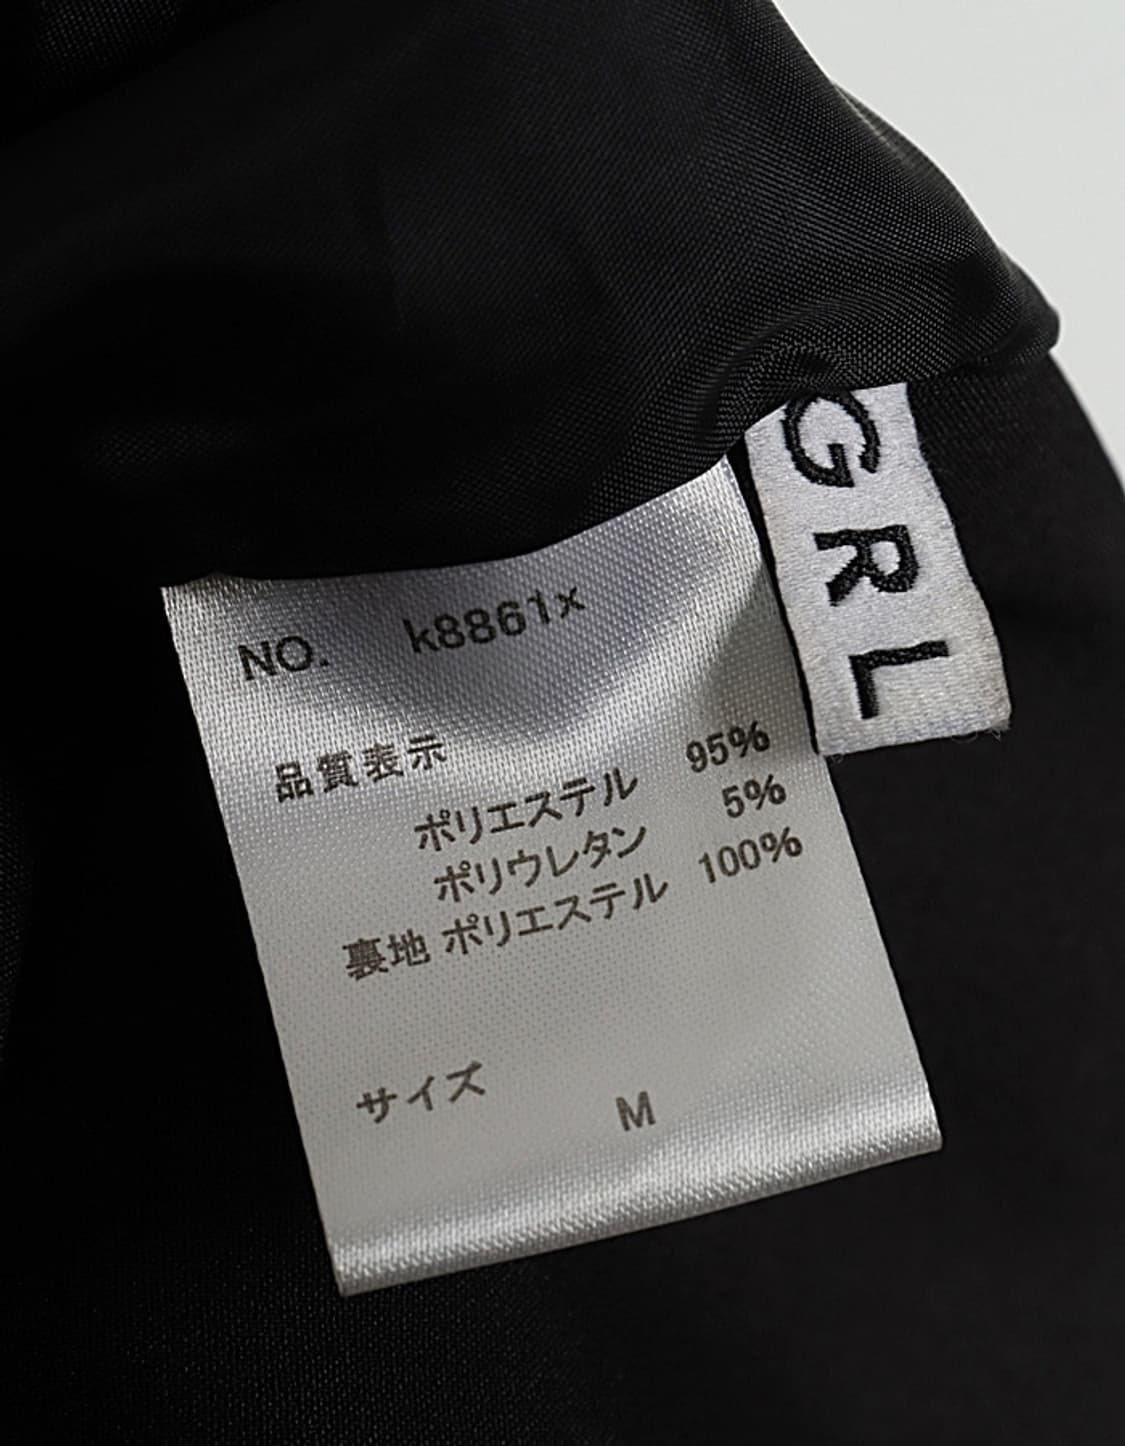 NO. k8861x
品質表示
ポリエステル 95%
ポリウレタン 5%
裏地 ポリエステル 100%
サイズ M
GRL